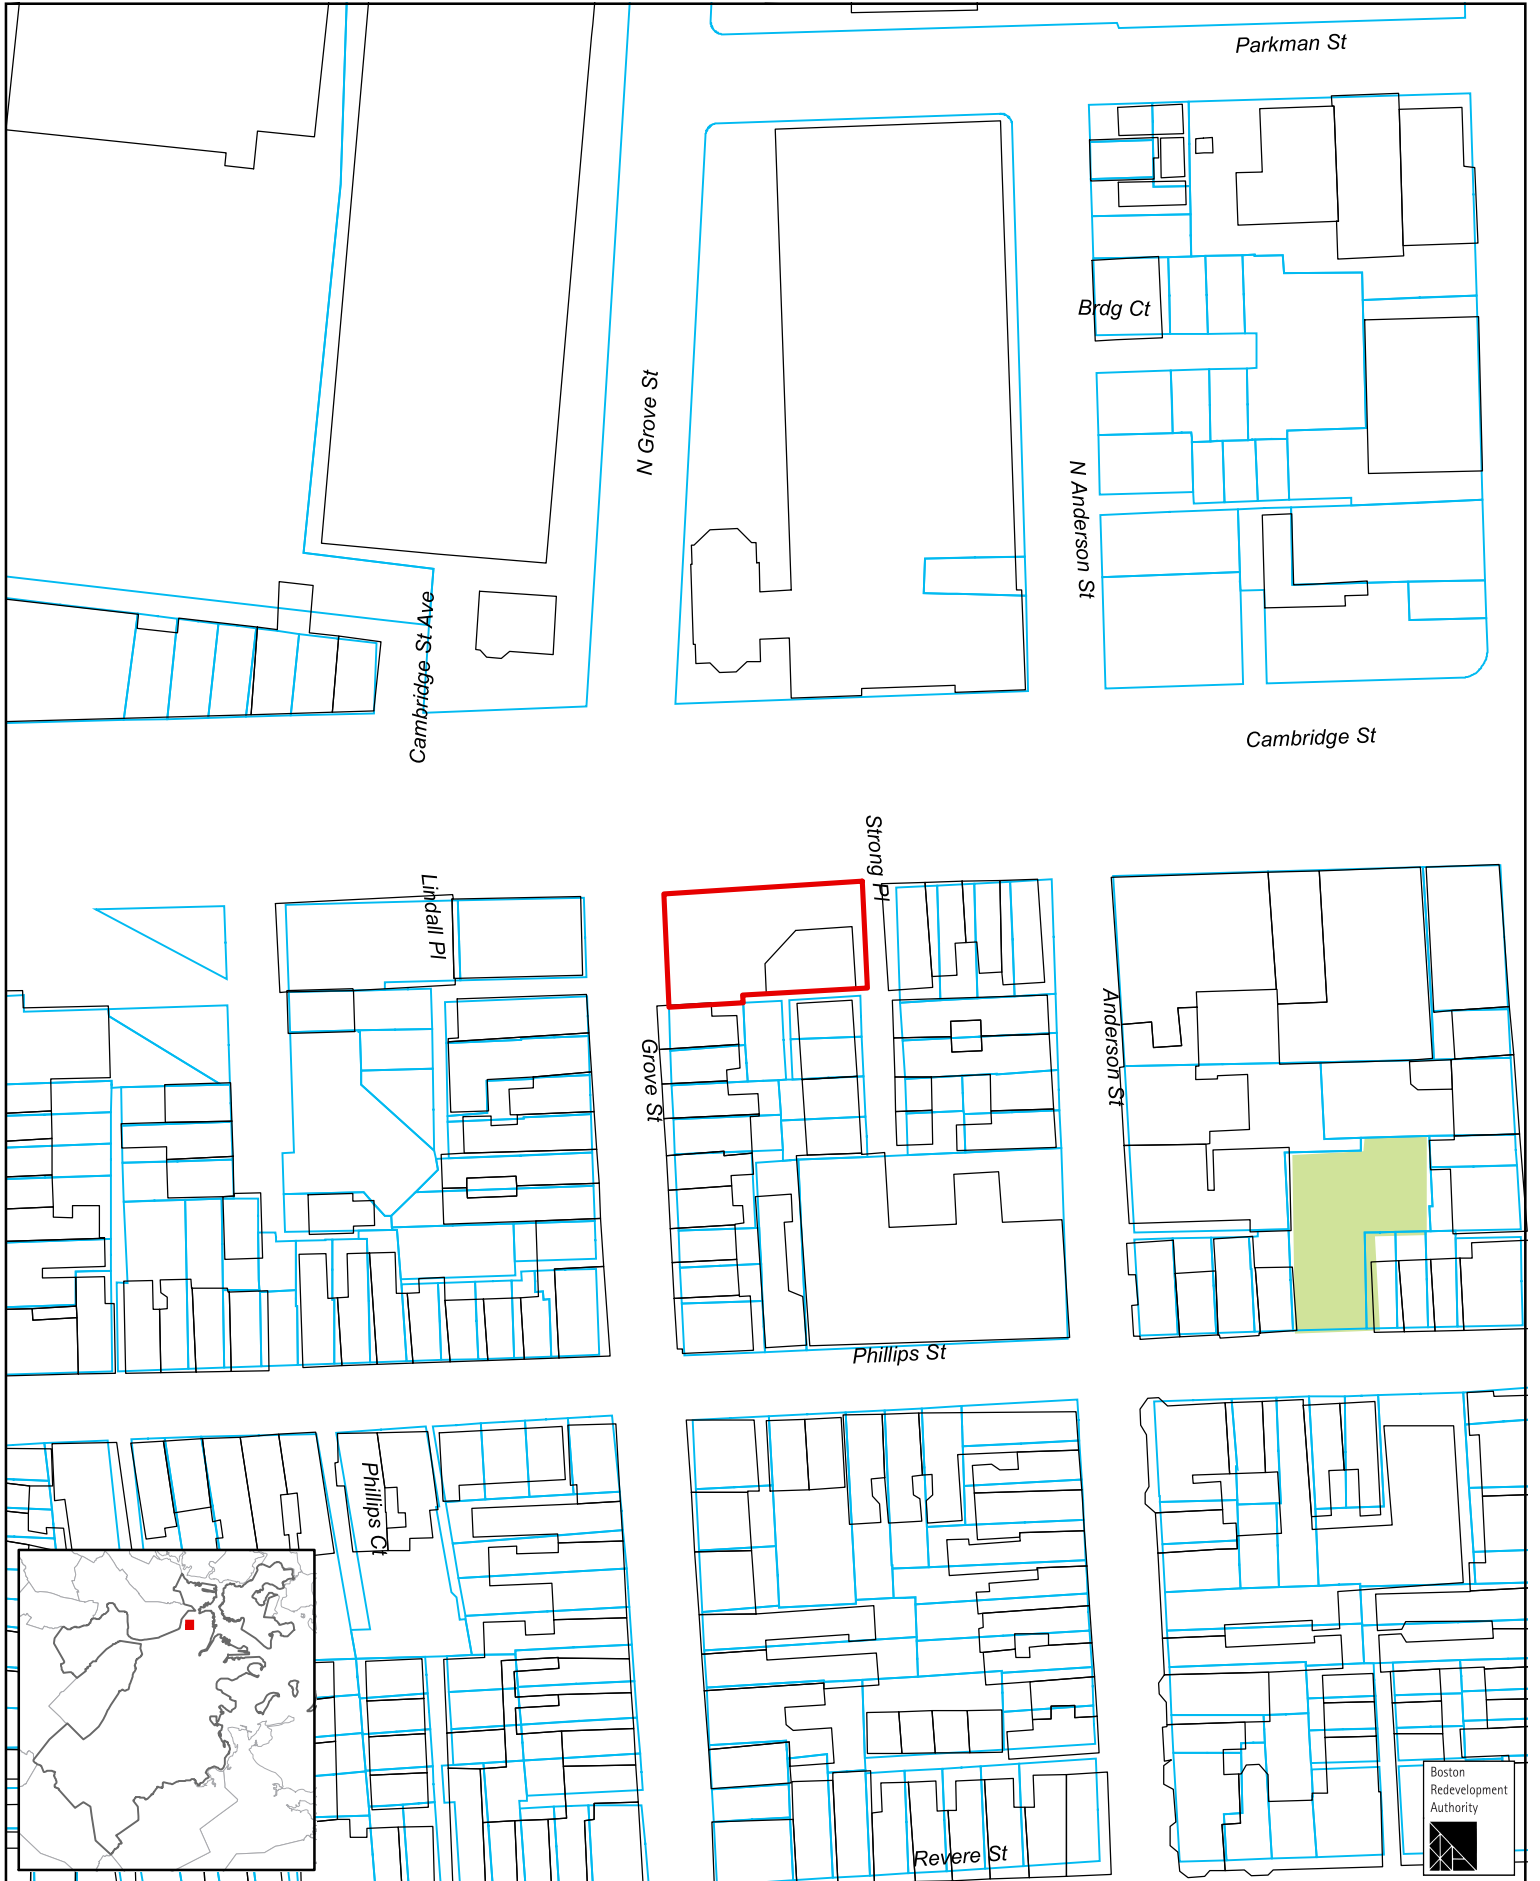 Parkman St
Brdg Ct
N Grove St
N Anderson St
Cambridge St Ave
Cambridge St
Strong Pl
Lindall Pl
Grove St
Anderson St
Phillips St
Phillips Ct
Revere St
Boston
Redevelopment
Authority